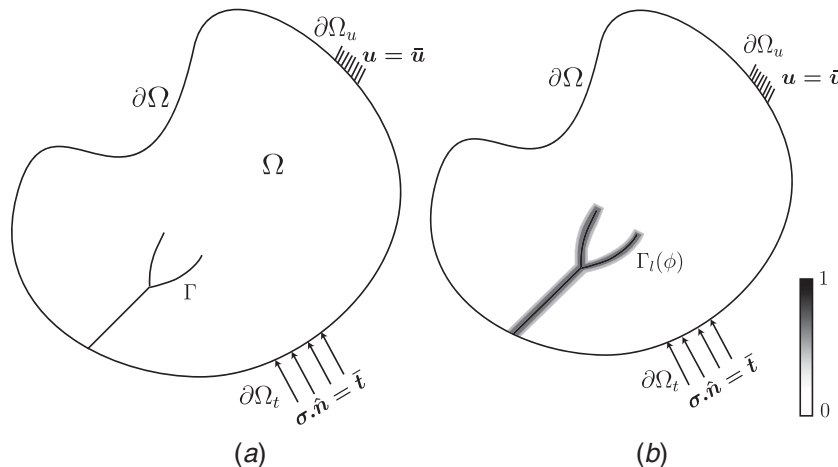 ∂Ω_u
u = ū
∂Ω
Ω
Γ
∂Ω_t
σ.n̂ = t̄
(a)
∂Ω_u
u = ū
∂Ω
Γ_l(ϕ)
∂Ω_t
σ.n̂ = t̄
1
0
(b)